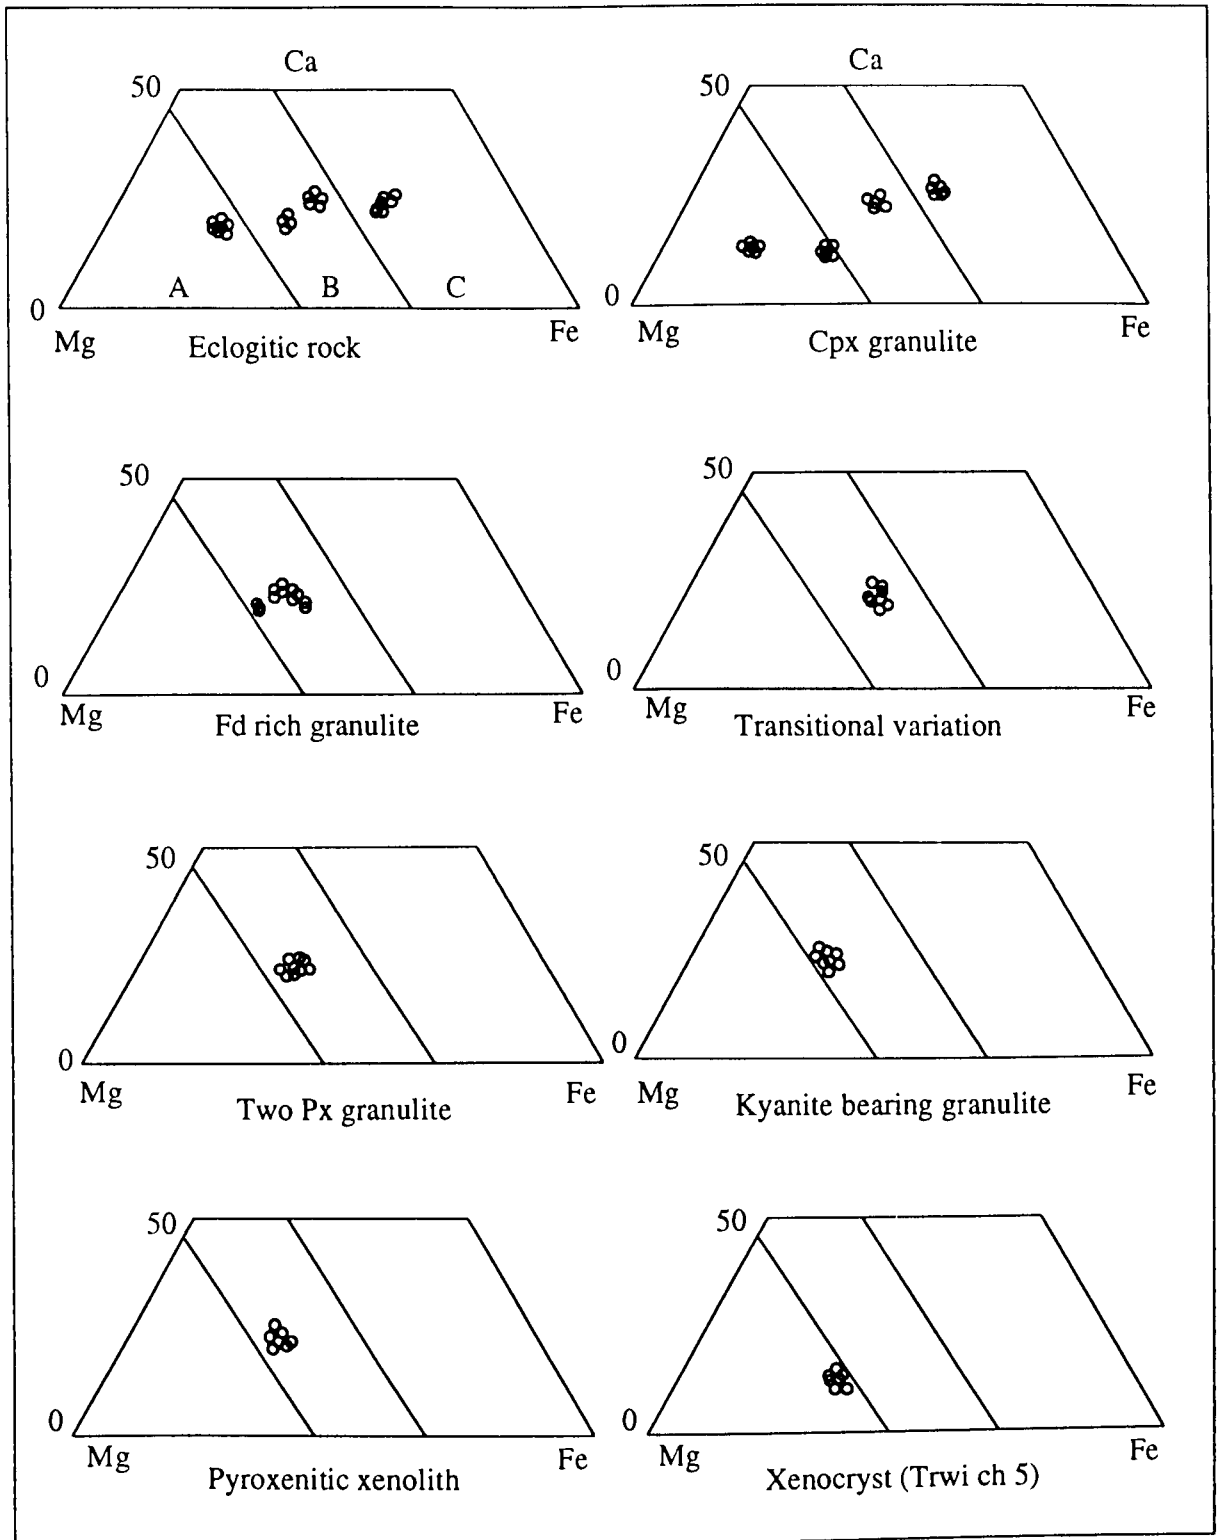 Ca
50
A
B
C
0
Mg
Fe
Eclogitic rock
Ca
50
0
Mg
Fe
Cpx granulite
50
0
Mg
Fe
Fd rich granulite
50
0
Mg
Fe
Transitional variation
50
0
Mg
Fe
Two Px granulite
50
0
Mg
Fe
Kyanite bearing granulite
50
0
Mg
Fe
Pyroxenitic xenolith
50
0
Mg
Fe
Xenocryst (Trwi ch 5)